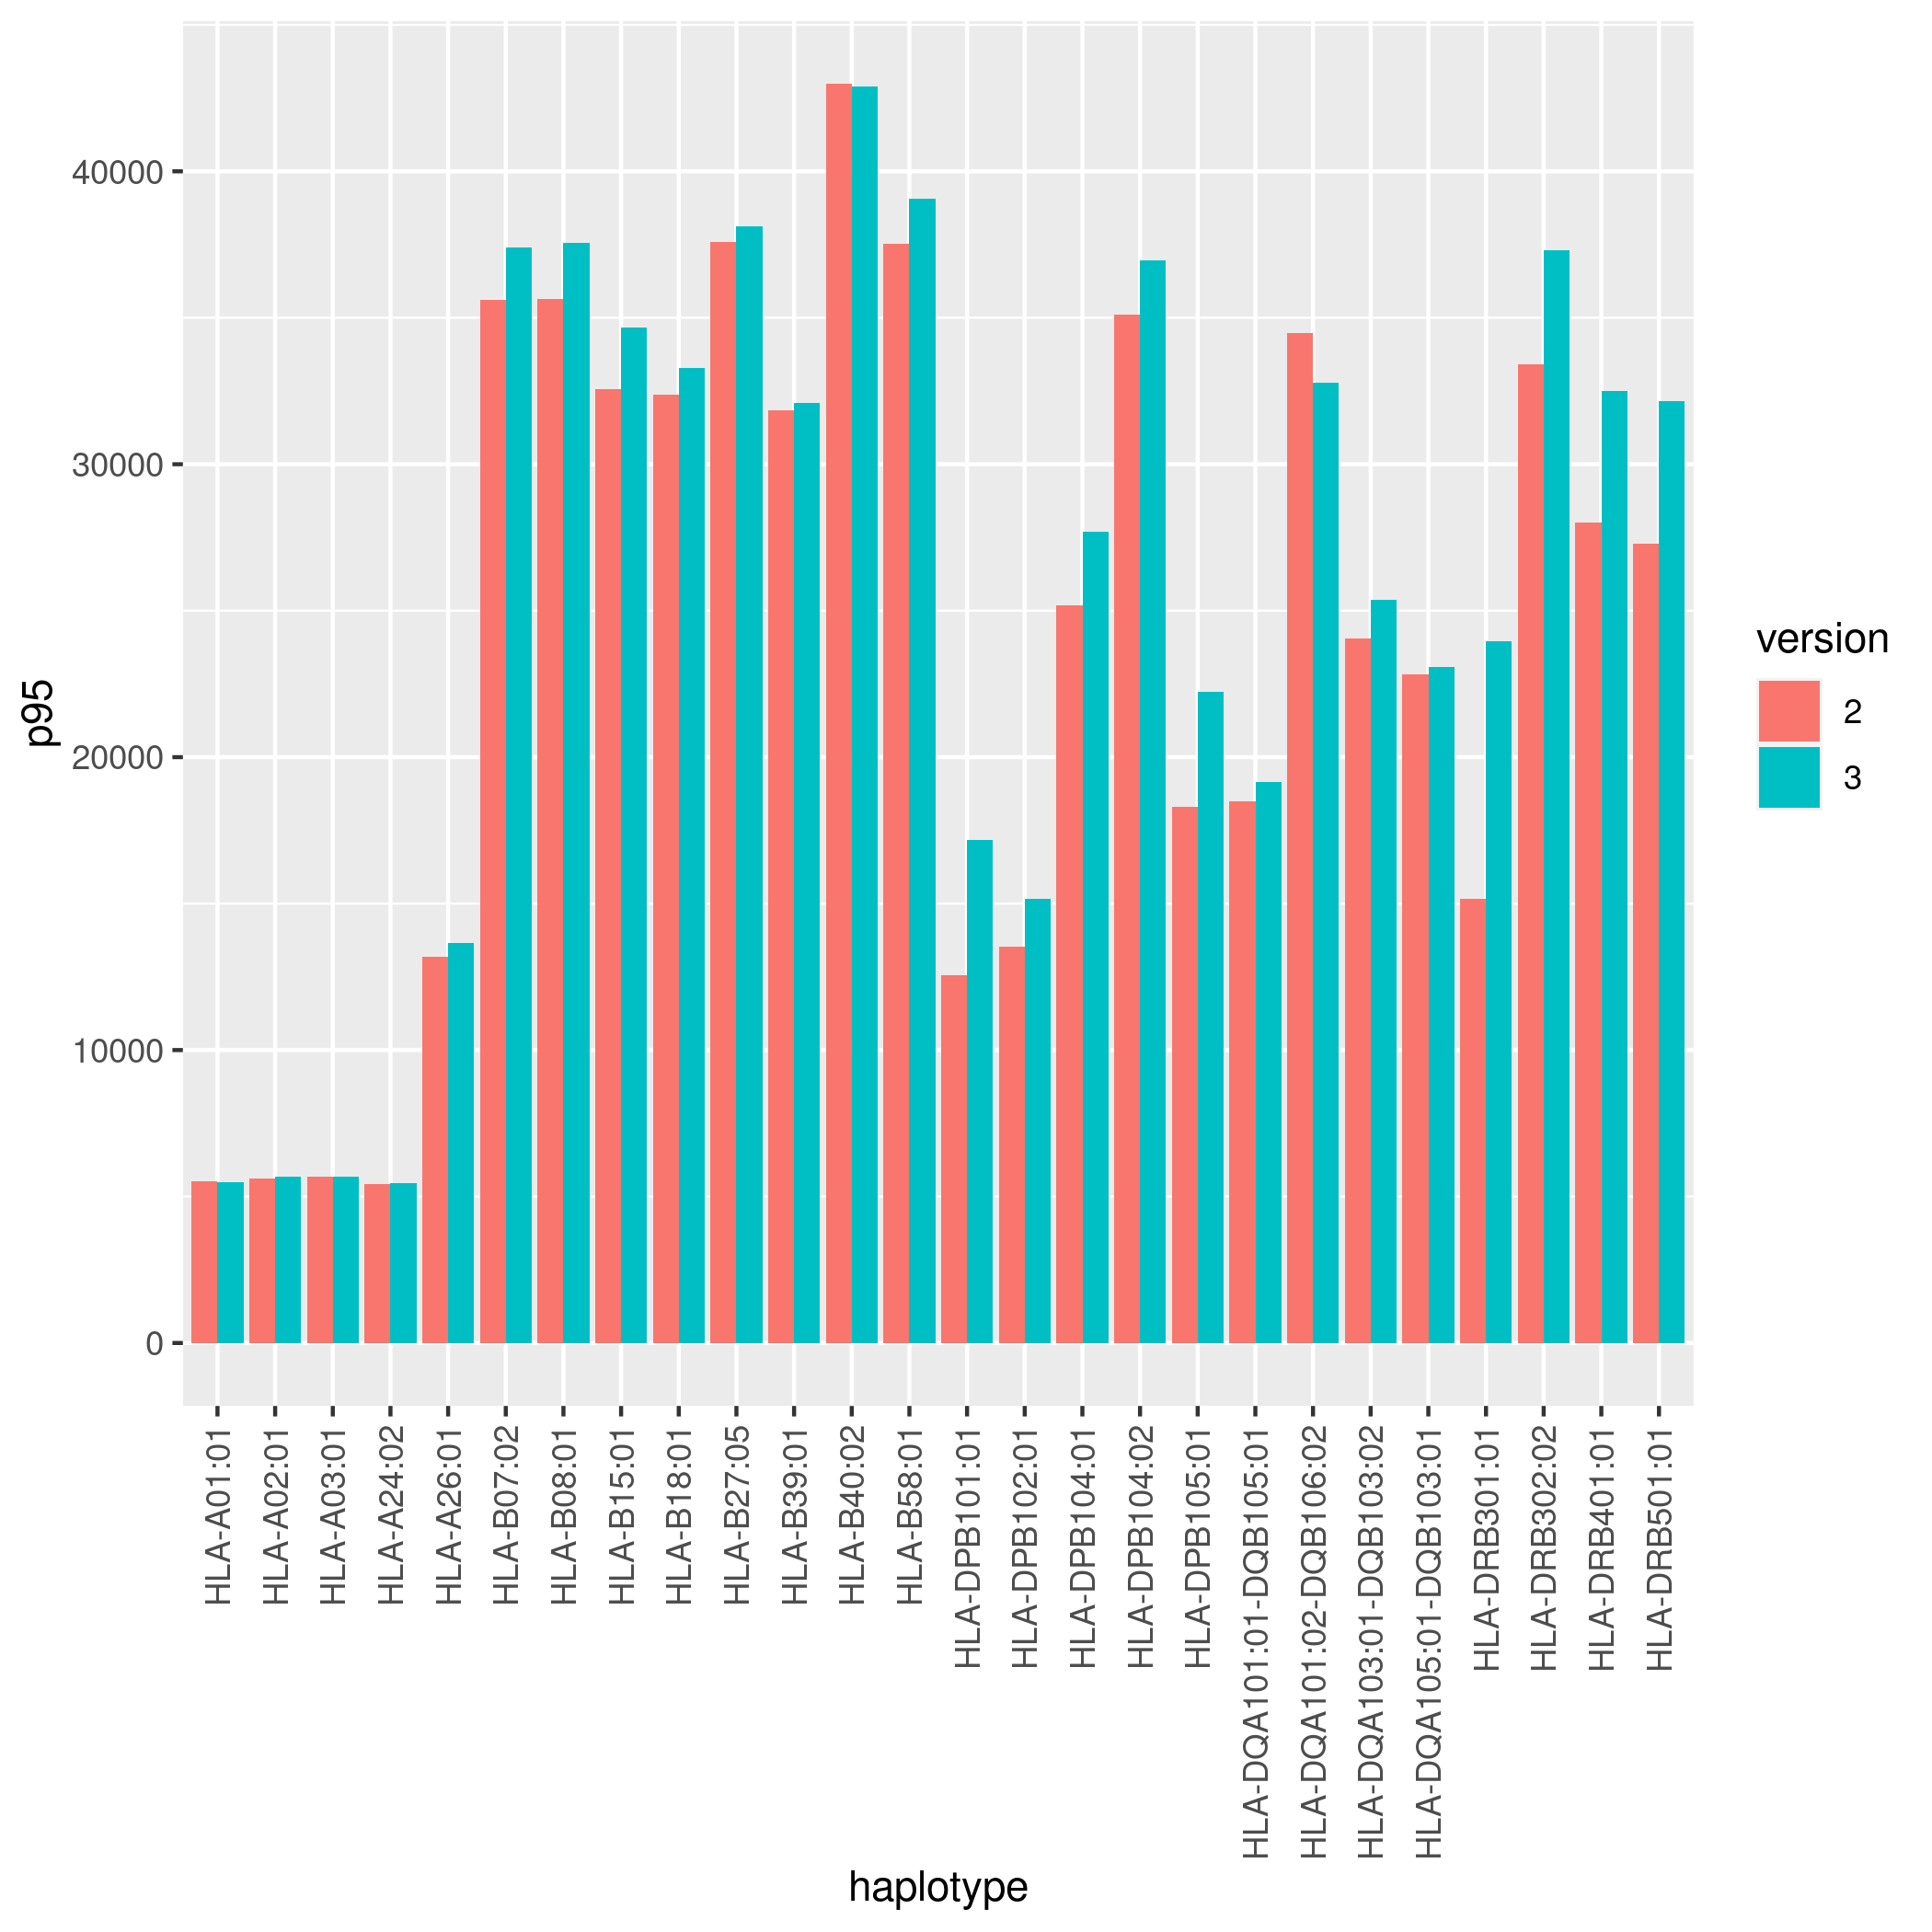 p95
40000
30000
20000
10000
0
HLA-A01:01
HLA-A02:01
HLA-A03:01
HLA-A24:02
HLA-A26:01
HLA-B07:02
HLA-B08:01
HLA-B15:01
HLA-B18:01
HLA-B27:05
HLA-B39:01
HLA-B40:02
HLA-B58:01
HLA-DPB101:01
HLA-DPB102:01
HLA-DPB104:01
HLA-DPB104:02
HLA-DPB105:01
HLA-DQA101:01-DQB105:01
HLA-DQA101:02-DQB106:02
HLA-DQA103:01-DQB103:02
HLA-DQA105:01-DQB103:01
HLA-DRB301:01
HLA-DRB302:02
HLA-DRB401:01
HLA-DRB501:01
haplotype
version
2
3